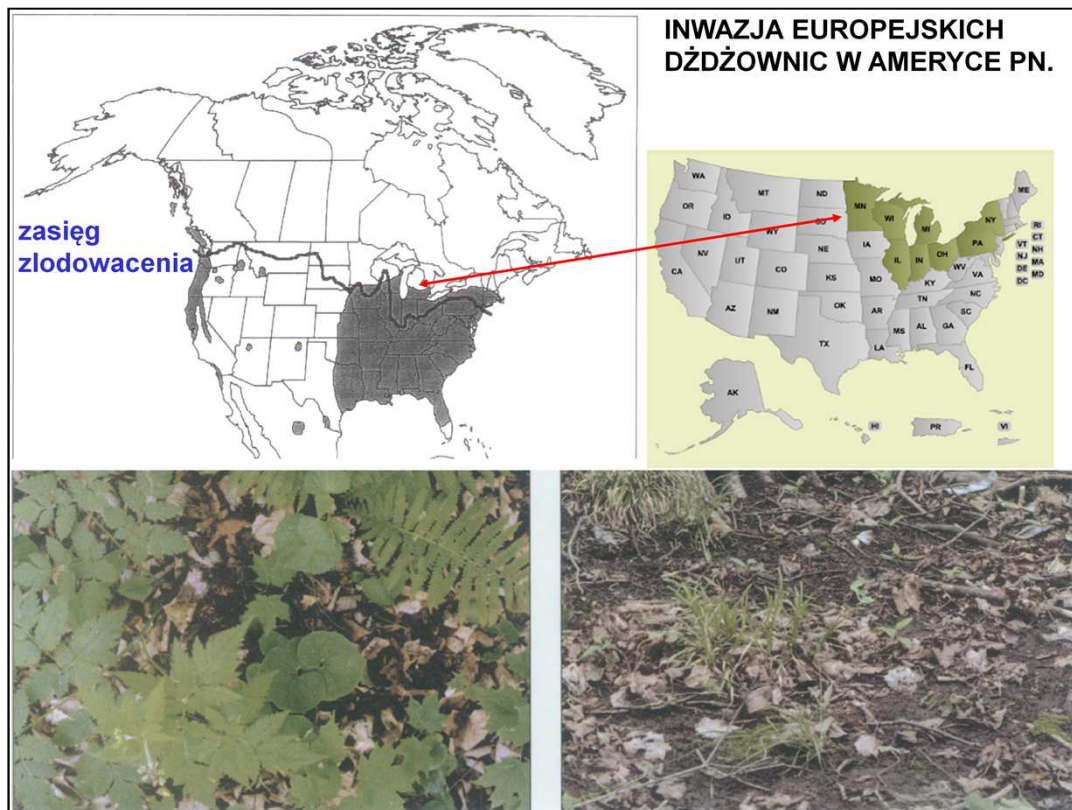 INWAZJA EUROPEJSKICH
DŻDŻOWNIC W AMERYCE PN.
zasięg
zlodowacenia
WA
MT
ND
ME
OR
ID
SD
MN
WI
MI
NY
WY
RI
CT
NV
UT
NE
IA
PA
VT
NH
CA
CO
IL
IN
OH
NJ
MA
KS
MO
WV
VA
DE
MD
KY
DC
AZ
NM
OK
TN
NC
AR
SC
MS
AL
GA
TX
LA
FL
AK
HI
PR
VI